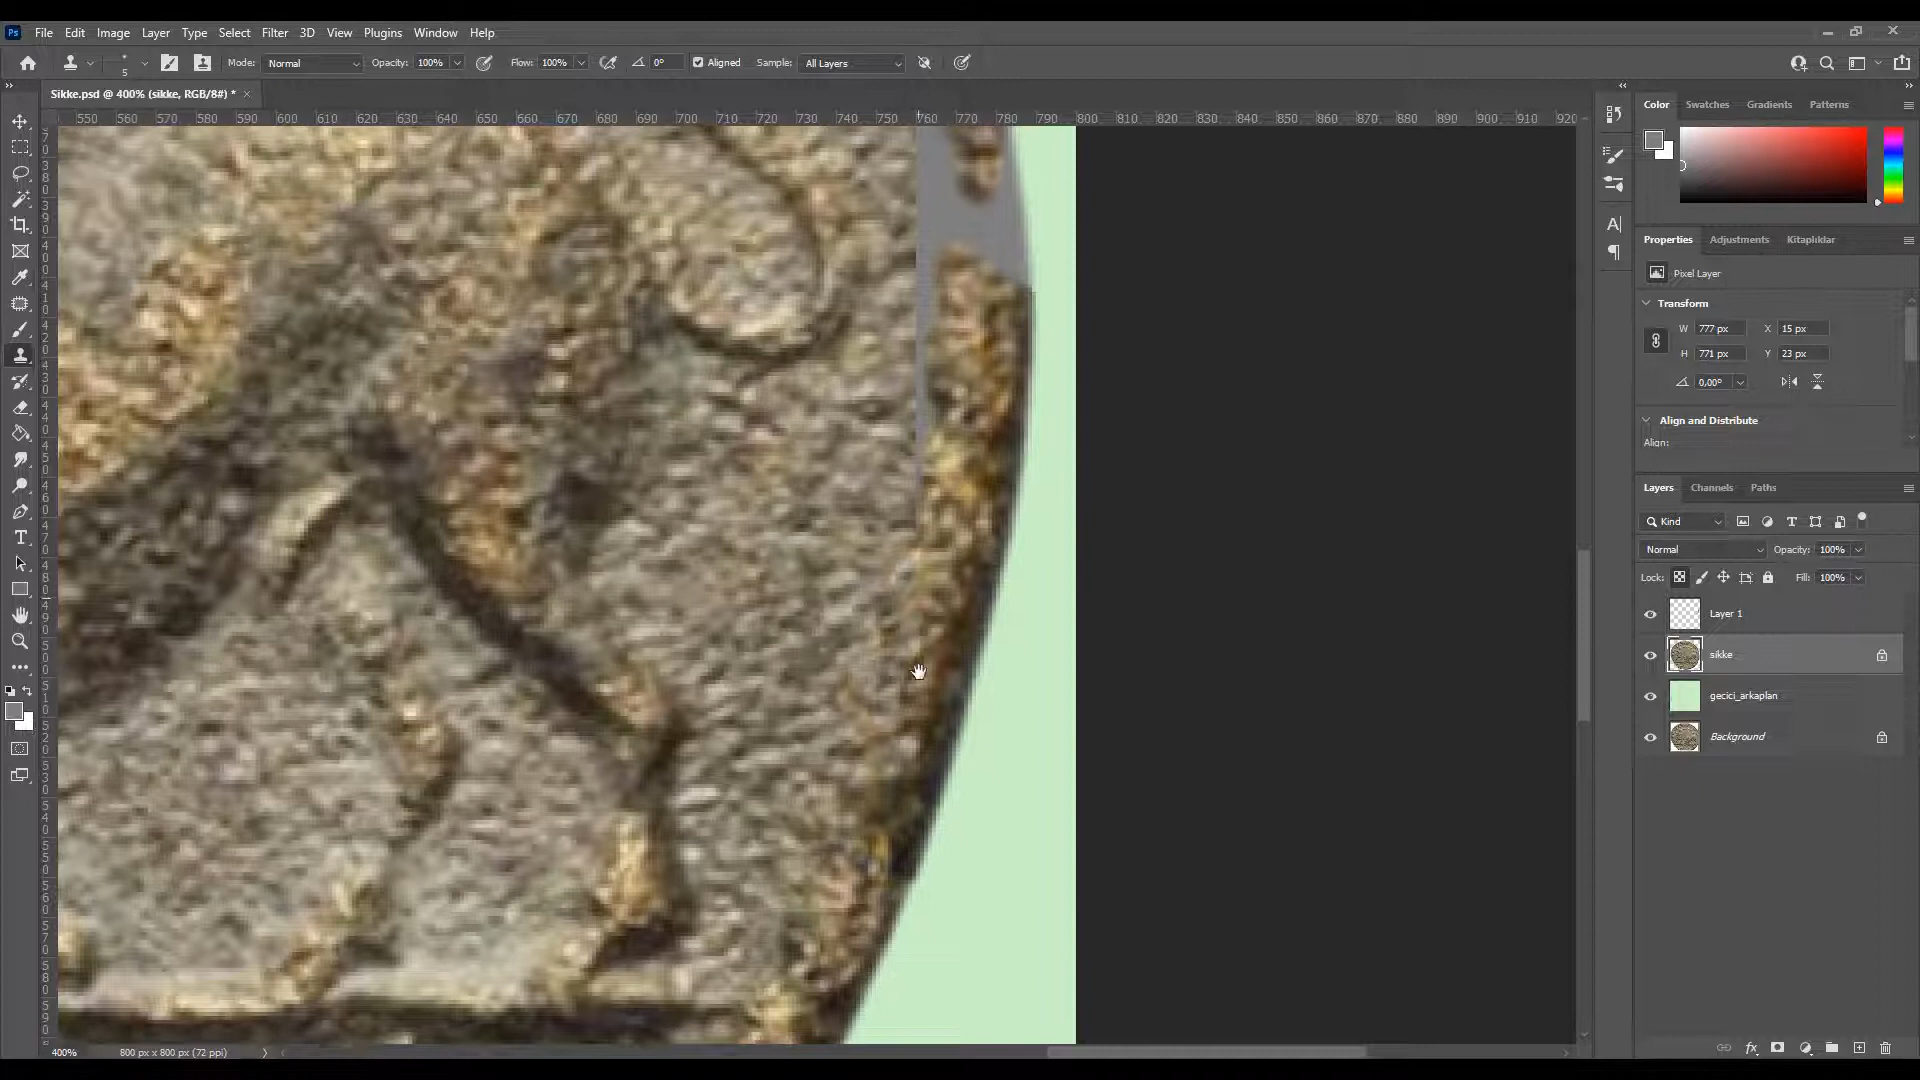 Ps File Edit Image Layer Type Select Filter 3D View Plugins Window Help
5 Mode: Normal Opacity: 100% Flow: 100% 0° Aligned Sample: All Layers
Sikke.psd @ 400% (sikke, RGB/8#) * ×
550 560 570 580 590 600 610 620 630 640 650 660 670 680 690 700 710 720 730 740 750 760 770 780 790 800 810 820 830 840 850 860 870 880 890 900 910 920
Color Swatches Gradients Patterns
Properties Adjustments Kitaplıklar
Pixel Layer
Transform
W 777 px X 15 px
H 771 px Y 23 px
0,00°
Align and Distribute
Align:
Layers Channels Paths
Kind
Normal Opacity: 100%
Lock: Fill: 100%
Layer 1
sikke
gecici_arkaplan
Background
400% 800 px x 800 px (72 ppi)